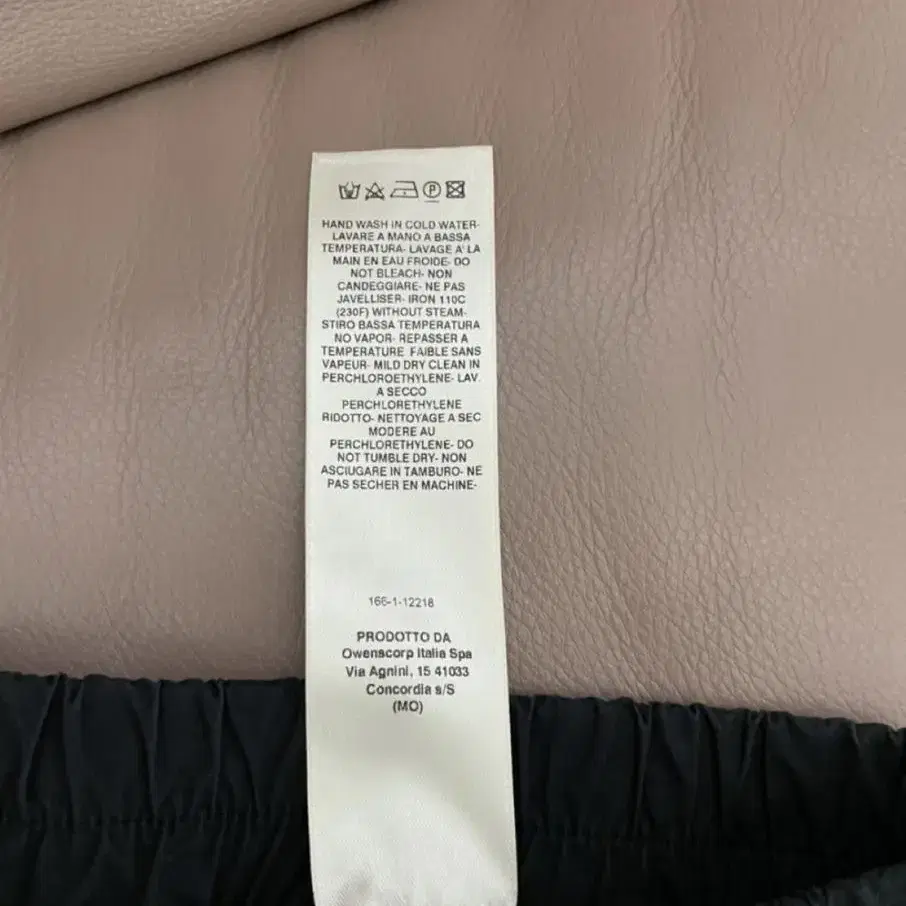 HAND WASH IN COLD WATER-
LAVARE A MANO A BASSA
TEMPERATURA- LAVAGE A' LA
MAIN EN EAU FROIDE- DO
NOT BLEACH- NON
CANDEGGIARE- NE PAS
JAVELLISER- IRON 110C
(230F) WITHOUT STEAM-
STIRO BASSA TEMPERATURA
NO VAPOR- REPASSER A
TEMPERATURE FAIBLE SANS
VAPEUR- MILD DRY CLEAN IN
PERCHLOROETHYLENE- LAV.
A SECCO
PERCHLORETHYLENE
RIDOTTO- NETTOYAGE A SEC
MODERE AU
PERCHLORETHYLENE- DO
NOT TUMBLE DRY- NON
ASCIUGARE IN TAMBURO- NE
PAS SECHER EN MACHINE-
166-1-12218
PRODOTTO DA
Owenscorp Italia Spa
Via Agnini, 15 41033
Concordia s/S
(MO)